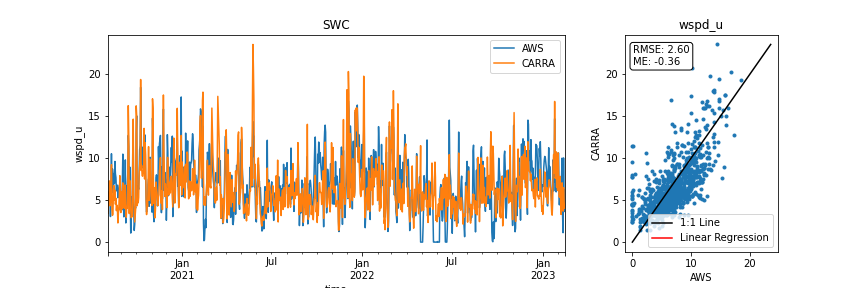 SWC
AWS
CARRA
wspd_u
20
15
10
5
0
Jan
2021
Jul
Jan
2022
Jul
Jan
2023
time
wspd_u
RMSE: 2.60
ME: -0.36
CARRA
20
15
10
5
0
1:1 Line
Linear Regression
0
10
20
AWS